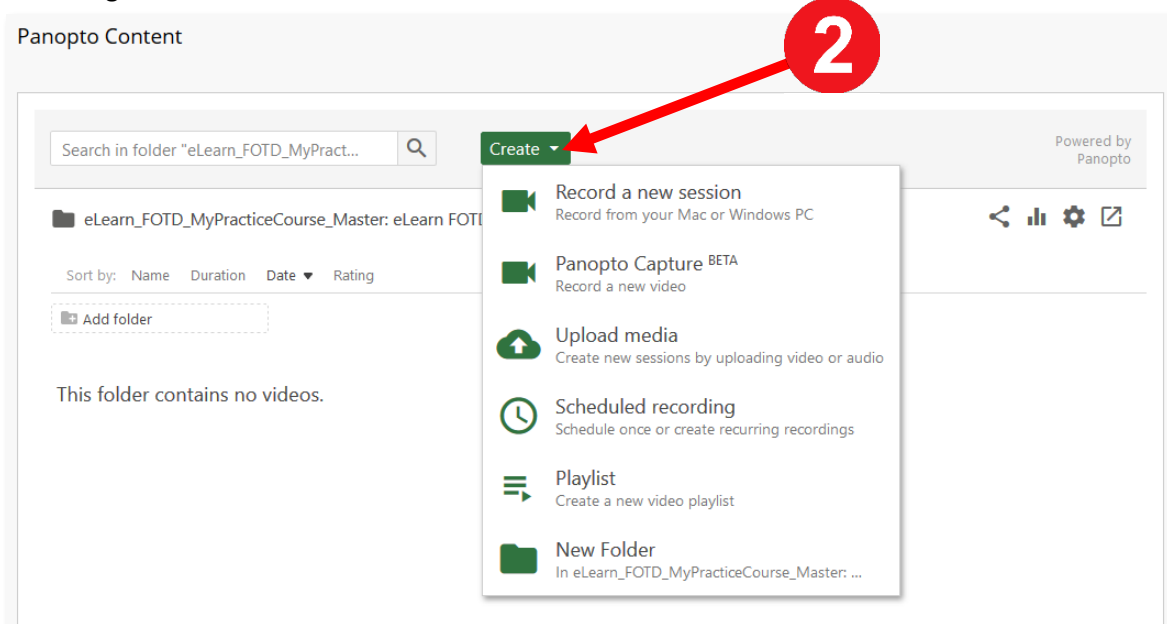 Panopto Content
2
Search in folder "eLearn_FOTD_MyPract...
Create
Powered by
Panopto
Record a new session
Record from your Mac or Windows PC
eLearn_FOTD_MyPracticeCourse_Master: eLearn FOTD
Panopto Capture BETA
Record a new video
Sort by: Name Duration Date Rating
Add folder
Upload media
Create new sessions by uploading video or audio
This folder contains no videos.
Scheduled recording
Schedule once or create recurring recordings
Playlist
Create a new video playlist
New Folder
In eLearn_FOTD_MyPracticeCourse_Master: ...